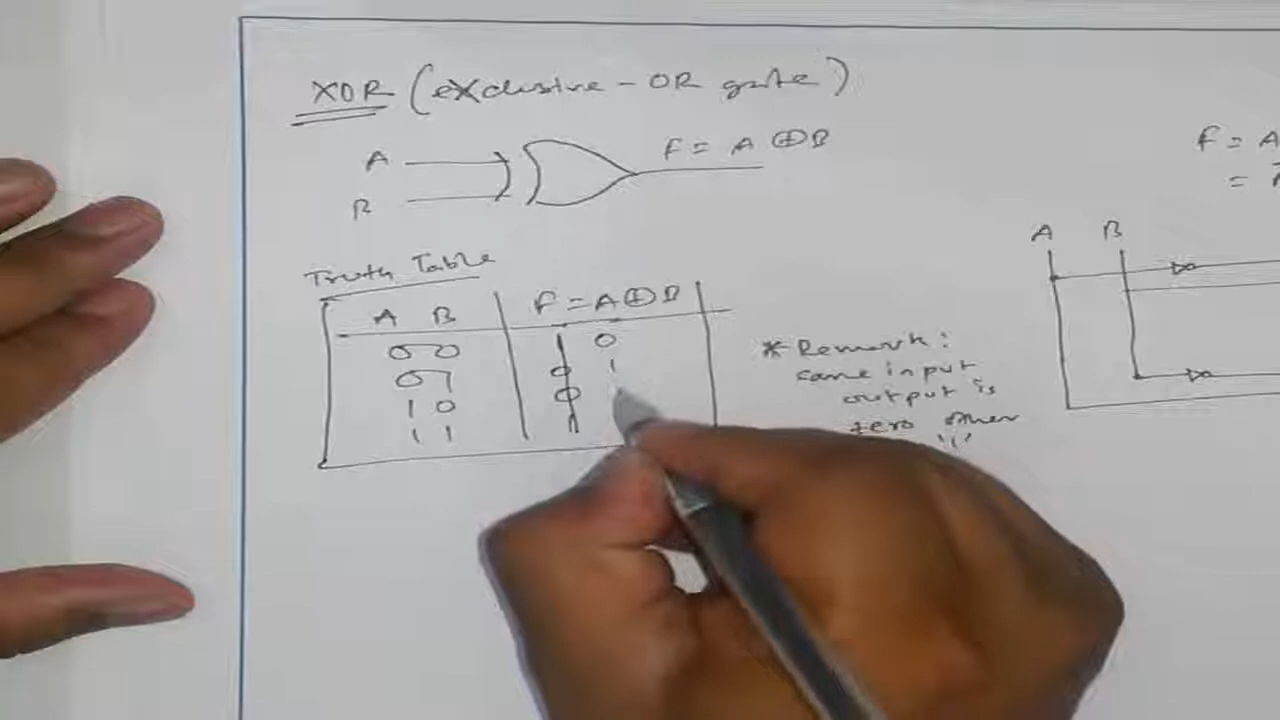 XOR (eXclusive - OR gate)
A
B
F = A ⊕ B
Truth Table
A B F = A ⊕ B
0 0 0
0 1 1
1 0
1 1
* Remark :
same input
output is
zero other
"1"
F = A
=
A B